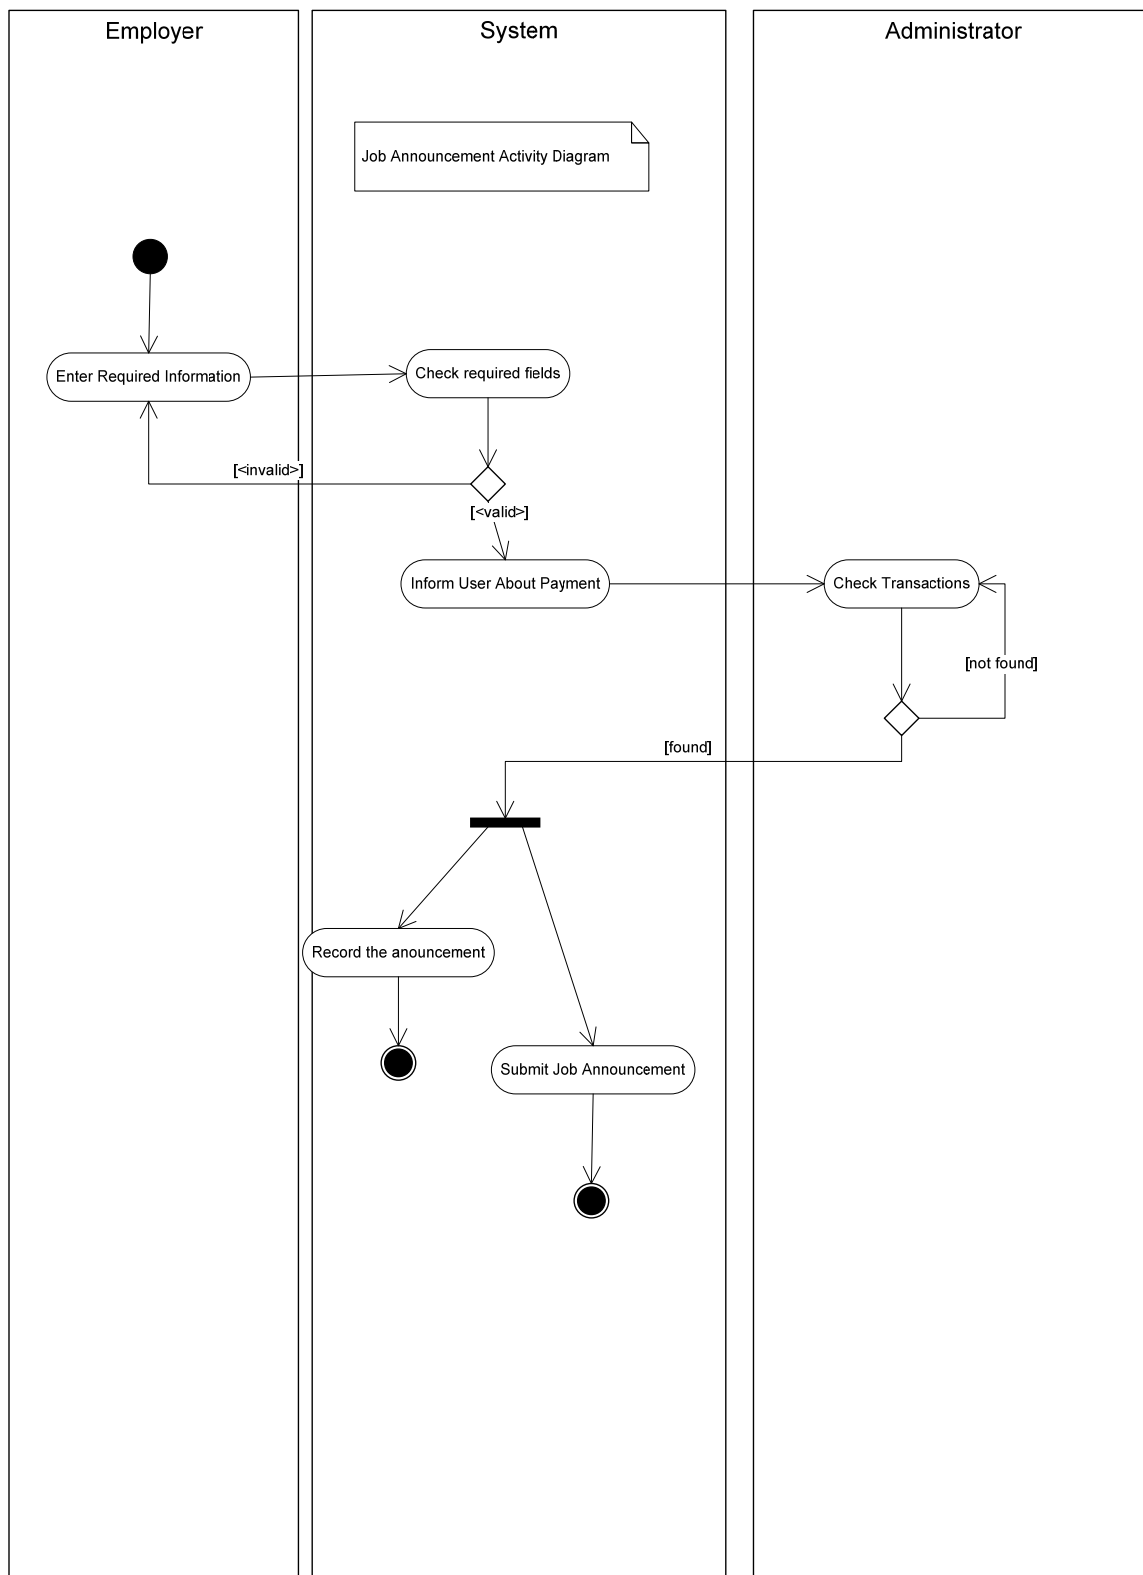 Employer
System
Administrator
Job Announcement Activity Diagram
Enter Required Information
Check required fields
[<invalid>]
[<valid>]
Inform User About Payment
Check Transactions
[not found]
[found]
Record the anouncement
Submit Job Announcement